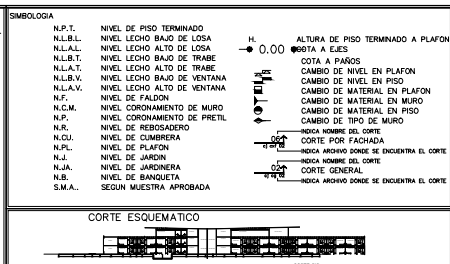 SIMBOLOGIA
N.P.T. NIVEL DE PISO TERMINADO
N.L.B.L. NIVEL LECHO BAJO DE LOSA
N.L.A.L. NIVEL LECHO ALTO DE LOSA
N.L.B.T. NIVEL LECHO BAJO DE TRABE
N.L.A.T. NIVEL LECHO ALTO DE TRABE
N.L.B.V. NIVEL LECHO BAJO DE VENTANA
N.L.A.V. NIVEL LECHO ALTO DE VENTANA
N.F. NIVEL DE FALDON
N.C.M. NIVEL CORONAMIENTO DE MURO
N.P. NIVEL CORONAMIENTO DE PRETIL
N.R. NIVEL DE REBOSADERO
N.CU. NIVEL DE CUMBRERA
N.PL. NIVEL DE PLAFON
N.J. NIVEL DE JARDIN
N.JA. NIVEL DE JARDINERA
N.B. NIVEL DE BANQUETA
S.M.A.. SEGUN MUESTRA APROBADA
H. ALTURA DE PISO TERMINADO A PLAFON
0.00 COTA A EJES
COTA A PAÑOS
CAMBIO DE NIVEL EN PLAFON
CAMBIO DE NIVEL EN PISO
CAMBIO DE MATERIAL EN PLAFON
CAMBIO DE MATERIAL EN MURO
CAMBIO DE MATERIAL EN PISO
CAMBIO DE TIPO DE MURO
INDICA NOMBRE DEL CORTE
06 CORTE POR FACHADA
INDICA ARCHIVO DONDE SE ENCUENTRA EL CORTE
INDICA NOMBRE DEL CORTE
02 CORTE GENERAL
INDICA ARCHIVO DONDE SE ENCUENTRA EL CORTE
CORTE ESQUEMATICO